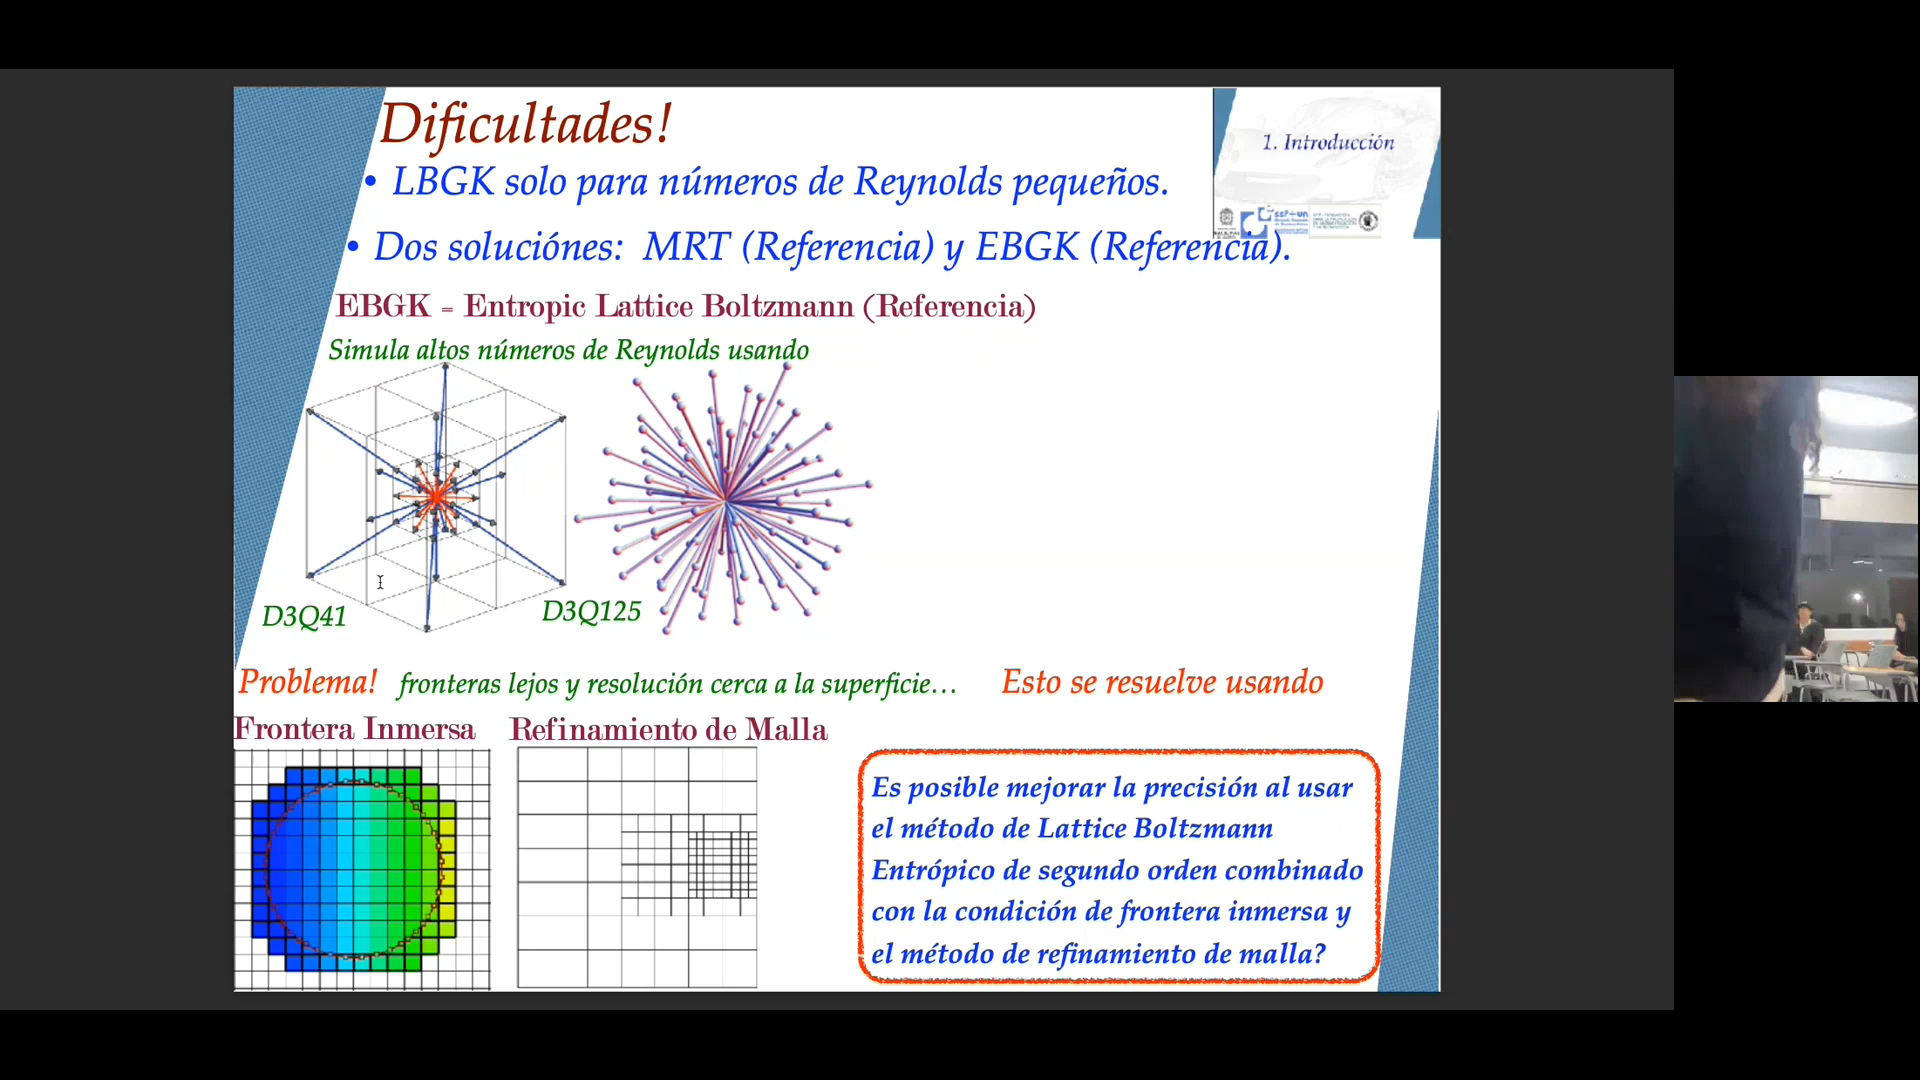 Dificultades!
1. Introducción
• LBGK solo para números de Reynolds pequeños.
• Dos soluciónes: MRT (Referencia) y EBGK (Referencia).
EBGK = Entropic Lattice Boltzmann (Referencia)
Simula altos números de Reynolds usando
D3Q41
D3Q125
Problema! fronteras lejos y resolución cerca a la superficie… Esto se resuelve usando
Frontera Inmersa
Refinamiento de Malla
Es posible mejorar la precisión al usar
el método de Lattice Boltzmann
Entrópico de segundo orden combinado
con la condición de frontera inmersa y
el método de refinamiento de malla?